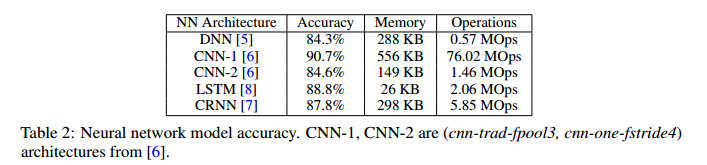 NN Architecture Accuracy Memory Operations
DNN [5] 84.3% 288 KB 0.57 MOps
CNN-1 [6] 90.7% 556 KB 76.02 MOps
CNN-2 [6] 84.6% 149 KB 1.46 MOps
LSTM [8] 88.8% 26 KB 2.06 MOps
CRNN [7] 87.8% 298 KB 5.85 MOps
Table 2: Neural network model accuracy. CNN-1, CNN-2 are (cnn-trad-fpool3, cnn-one-fstride4)
architectures from [6].